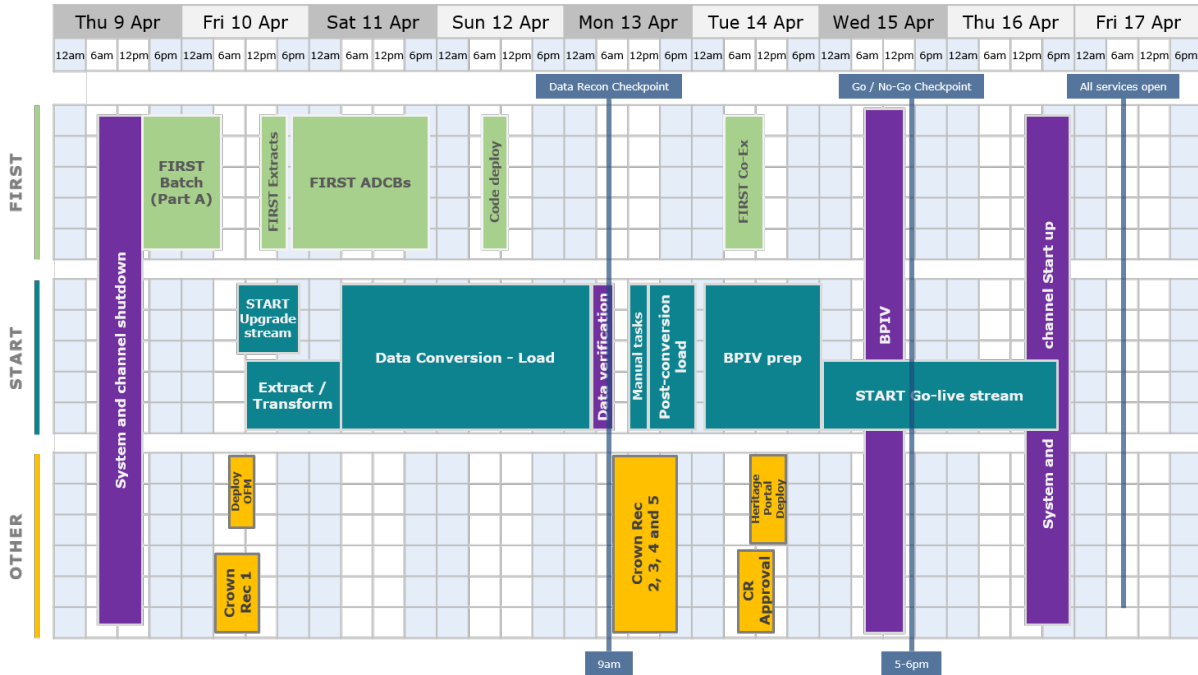 Thu 9 Apr Fri 10 Apr Sat 11 Apr Sun 12 Apr Mon 13 Apr Tue 14 Apr Wed 15 Apr Thu 16 Apr Fri 17 Apr
12am 6am 12pm 6pm 12am 6am 12pm 6pm 12am 6am 12pm 6pm 12am 6am 12pm 6pm 12am 6am 12pm 6pm 12am 6am 12pm 6pm 12am 6am 12pm 6pm 12am 6am 12pm 6pm 12am 6am 12pm 6pm
Data Recon Checkpoint
Go / No-Go Checkpoint
All services open
FIRST
System and channel shutdown
FIRST
Batch
(Part A)
FIRST Extracts
FIRST ADCBs
Code deploy
FIRST Co-Ex
BPIV
System and channel Start up
START
START
Upgrade
stream
Extract /
Transform
Data Conversion - Load
Data verification
Manual tasks
Post-conversion
load
BPIV prep
START Go-live stream
OTHER
Deploy
OFM
Crown
Rec 1
Crown Rec
2, 3, 4 and 5
Heritage
Portal
Deploy
CR
Approval
9am
5-6pm